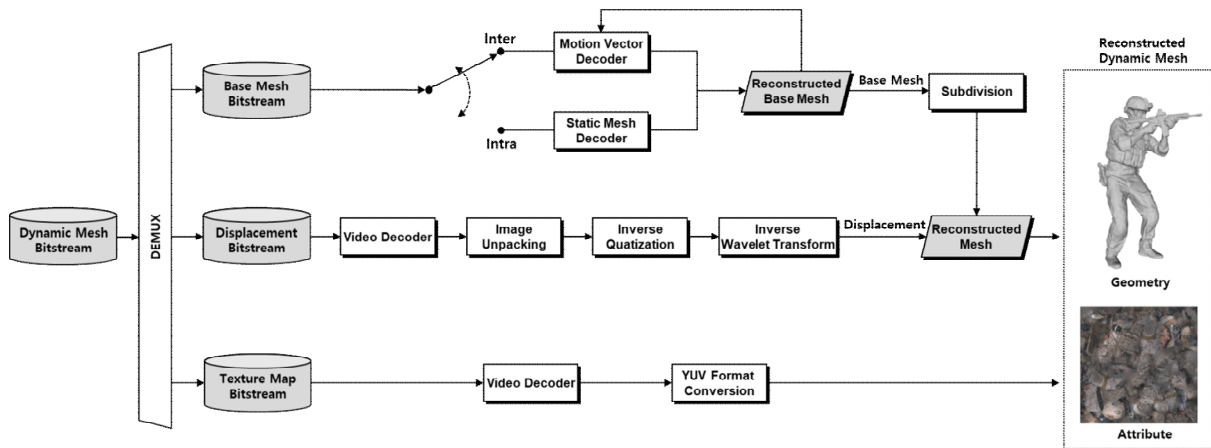 Inter
Motion Vector
Decoder
Reconstructed
Dynamic Mesh
Base Mesh
Bitstream
Reconstructed
Base Mesh
Base Mesh
Subdivision
Static Mesh
Decoder
Intra
Dynamic Mesh
Bitstream
DEMUX
Displacement
Bitstream
Video Decoder
Image
Unpacking
Inverse
Quatization
Inverse
Wavelet Transform
Displacement
Reconstructed
Mesh
Geometry
Texture Map
Bitstream
Video Decoder
YUV Format
Conversion
Attribute